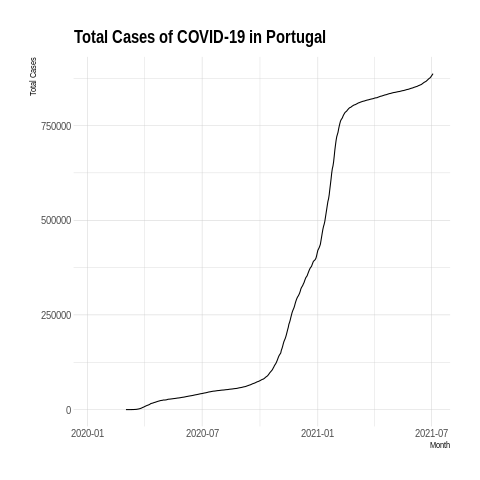 Total Cases of COVID-19 in Portugal
Total Cases
750000
500000
250000
0
2020-01 2020-07 2021-01 2021-07
Month